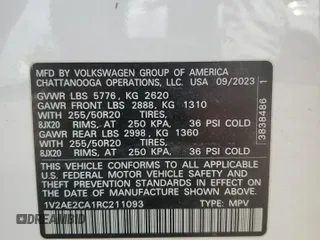 MFD BY VOLKSWAGEN GROUP OF AMERICA
CHATTANOOGA OPERATIONS, LLC. USA 09/2023
GVWR LBS 5776, KG 2620
GAWR FRONT LBS 2888, KG 1310
WITH 255/50R20 TIRES,
8JX20 RIMS, AT 250 KPA. 36 PSI COLD
GAWR REAR LBS 2998, KG 1360
WITH 255/50R20 TIRES,
8JX20 RIMS, AT 250 KPA. 36 PSI COLD
THIS VEHICLE CONFORMS TO ALL APPLICABLE
U.S. FEDERAL MOTOR VEHICLE SAFETY
STANDARDS IN EFFECT ON THE DATE OF
MANUFACTURE SHOWN ABOVE
1V2AE2CA1RC211093 TYPE: MPV
3838486 1